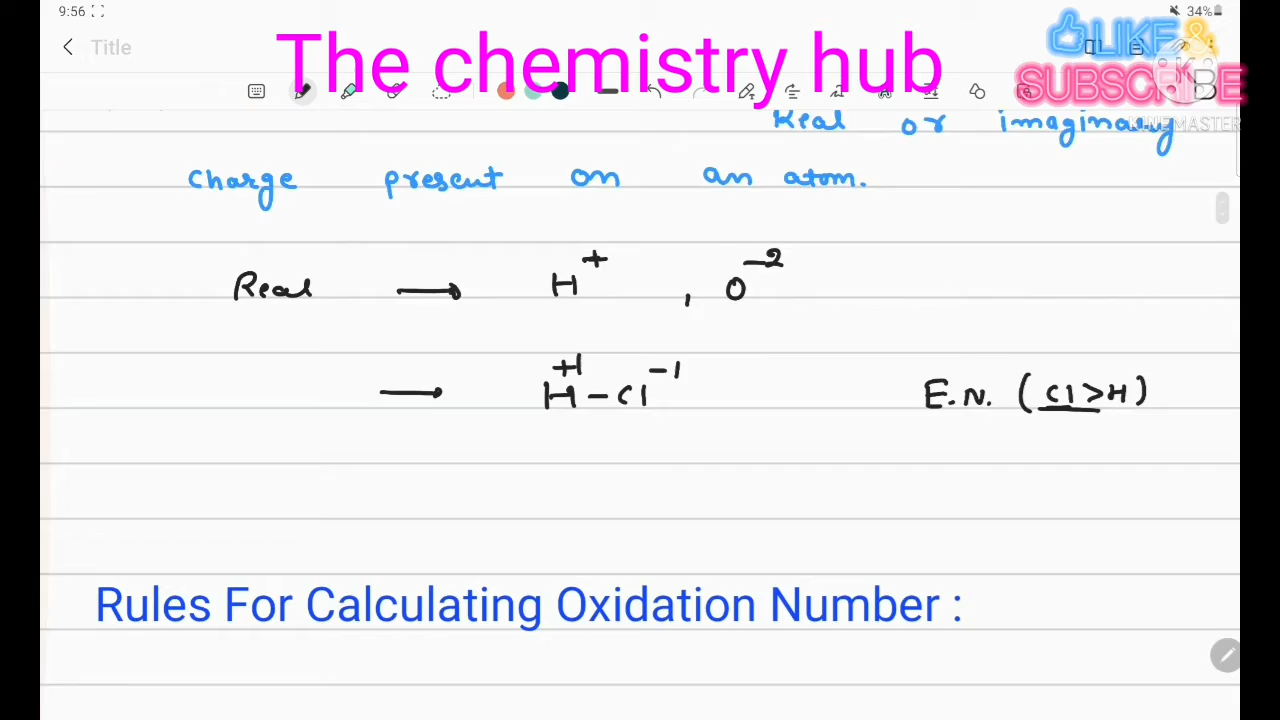 9:56
34%
Title
The chemistry hub
LIKE &
SUBSCRIBE
KINEMASTER
Real or imaginary
charge present on an atom.
Real → H⁺ , O⁻²
→ H⁺¹ – Cl⁻¹ E.N. (Cl > H)
Rules For Calculating Oxidation Number :